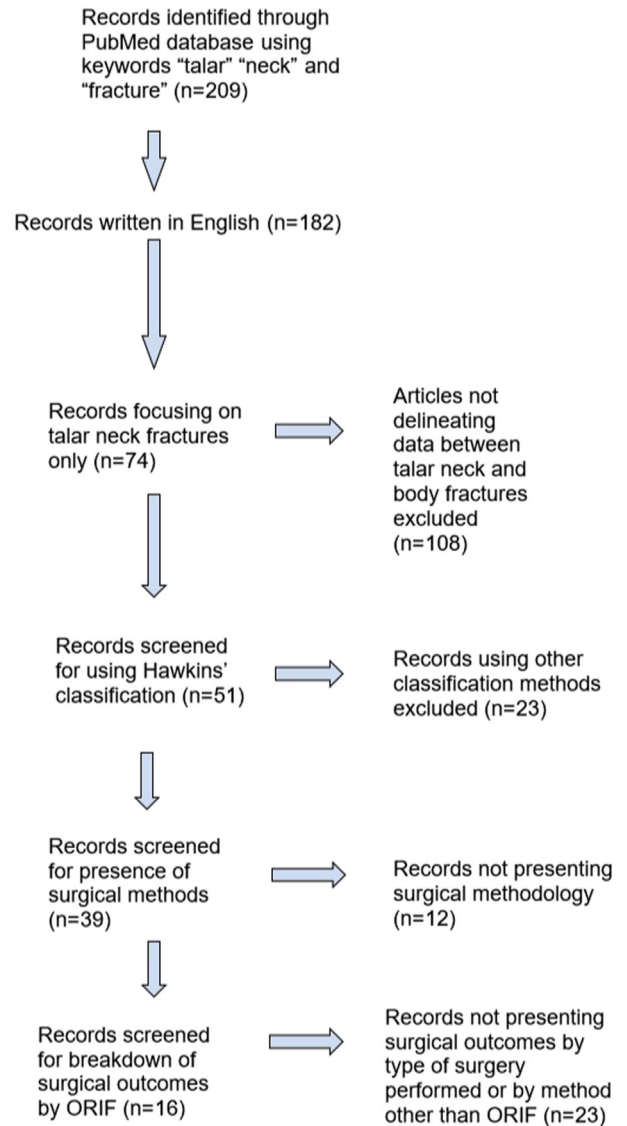 Records identified through
PubMed database using
keywords “talar” “neck” and
“fracture” (n=209)
Records written in English (n=182)
Records focusing on
talar neck fractures
only (n=74)
Articles not
delineating
data between
talar neck and
body fractures
excluded
(n=108)
Records screened
for using Hawkins’
classification (n=51)
Records using other
classification methods
excluded (n=23)
Records screened
for presence of
surgical methods
(n=39)
Records not presenting
surgical methodology
(n=12)
Records screened
for breakdown of
surgical outcomes
by ORIF (n=16)
Records not presenting
surgical outcomes by
type of surgery
performed or by method
other than ORIF (n=23)